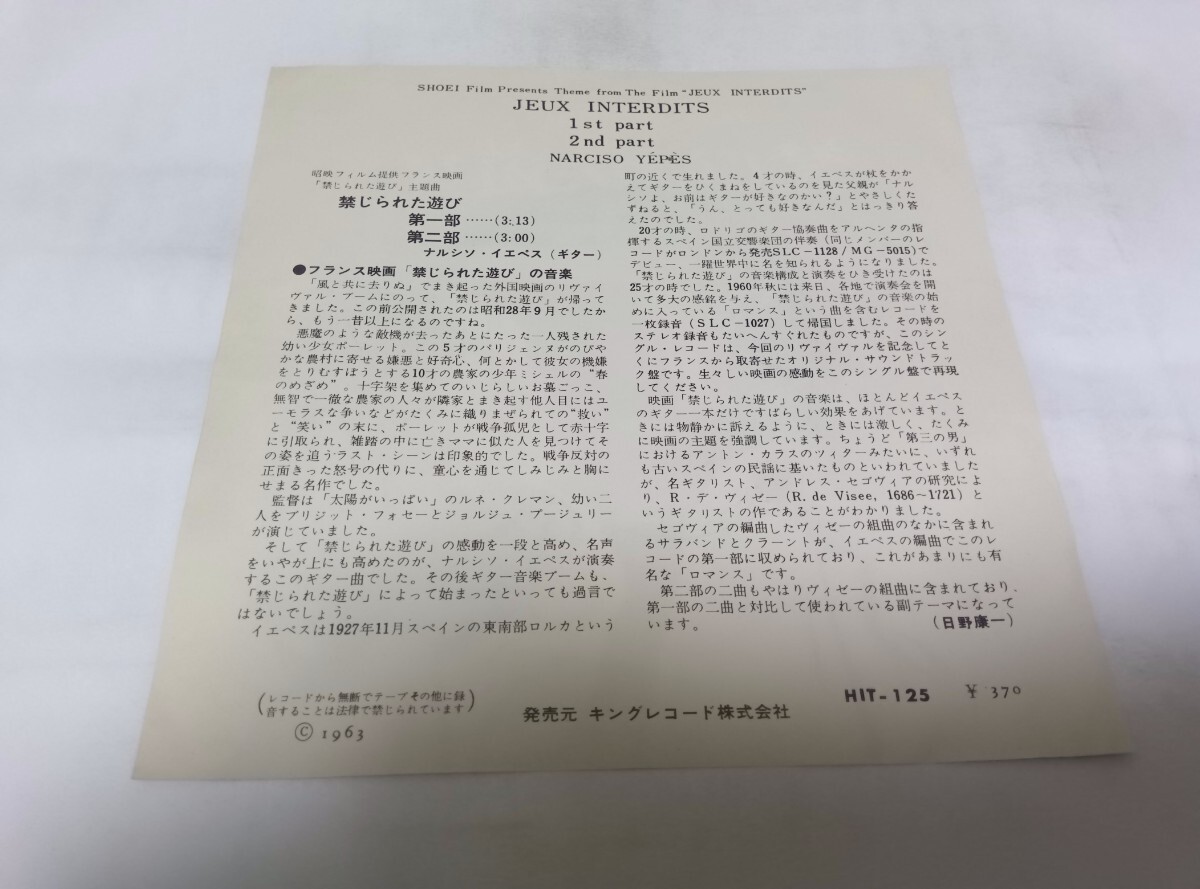 SHOEI Film Presents Theme from The Film "JEUX INTERDITS"
JEUX INTERDITS
1st part
2nd part
NARCISO YÉPÈS
昭映フィルム提供フランス映画
「禁じられた遊び」主題曲
禁じられた遊び
第一部……(3:.13)
第二部……(3:00)
ナルシソ・イエペス(ギター)
●フランス映画「禁じられた遊び」の音楽
「風と共に去りぬ」でまき起った外国映画のリヴァイ
ヴァル・ブームにのって、「禁じられた遊び」が帰って
きました。この前公開されたのは昭和28年9月でしたか
ら、もう一昔以上になるのですね。
悪魔のような敵機が去ったあとにたった一人残された
幼い少女ポーレット。この5才のパリジェンヌがのびや
かな農村に寄せる嫌悪と好奇心、何とかして彼女の機嫌
をとりむすぼうとする10才の農家の少年ミシェルの"春
のめざめ"。十字架を集めてのいじらしいお墓ごっこ、
無智で一徹な農家の人々が隣家とまき起す他人目にはユ
ーモラスな争いなどがたくみに織りまぜられての"救い"
と"笑い"の末に、ポーレットが戦争孤児として赤十字
に引取られ、雑踏の中に亡きママに似た人を見つけてそ
の姿を追うラスト・シーンは印象的でした。戦争反対の
正面きった怒号の代りに、童心を通じてしみじみと胸に
せまる名作でした。
監督は「太陽がいっぱい」のルネ・クレマン、幼い二
人をブリジット・フォセーとジョルジュ・プージュリー
が演じていました。
そして「禁じられた遊び」の感動を一段と高め、名声
をいやが上にも高めたのが、ナルシソ・イエペスが演奏
するこのギター曲でした。その後ギター音楽ブームも、
「禁じられた遊び」によって始まったといっても過言で
はないでしょう。
イエペスは1927年11月スペインの東南部ロルカという
町の近くで生れました。4才の時、イエペスが杖をかか
えてギターをひくまねをしているのを見た父親が「ナル
シソよ、お前はギターが好きなのかい?」とやさしくた
ずねると、「うん、とっても好きなんだ」とはっきり答
えたのでした。
20才の時、ロドリゴのギター協奏曲をアルヘンタの指
揮するスペイン国立交響楽団の伴奏(同じメンバーのレ
コードがロンドンから発売SLC-1128/MG-5015)で
デビュー、一躍世界中に名を知られるようになりました。
「禁じられた遊び」の音楽構成と演奏をひき受けたのは
25才の時でした。1960年秋には来日、各地で演奏会を開
いて多大の感銘を与え、「禁じられた遊び」の音楽の始
めに入っている「ロマンス」という曲を含むレコードを
一枚録音(SLC-1027)して帰国しました。その時の
ステレオ録音もたいへんすぐれたものですが、このシン
グル・レコードは、今回のリヴァイヴァルを記念してと
くにフランスから取寄せたオリジナル・サウンドトラッ
ク盤です。生々しい映画の感動をこのシングル盤で再現
してください。
映画「禁じられた遊び」の音楽は、ほとんどイエペス
のギター一本だけですばらしい効果をあげています。と
きには物静かに訴えるように、ときには激しく、たくみ
に映画の主題を強調しています。ちょうど「第三の男」
におけるアントン・カラスのツィターみたいに、いずれ
も古いスペインの民謡に基いたものといわれていました
が、名ギタリスト、アンドレス・セゴヴィアの研究によ
り、R・デ・ヴィゼー(R. de Visee, 1686~1721)と
いうギタリストの作であることがわかりました。
セゴヴィアの編曲したヴィゼーの組曲のなかに含まれ
るサラバンドとクラーントが、イエペスの編曲でこのレ
コードの第一部に収められており、これがあまりにも有
名な「ロマンス」です。
第二部の二曲もやはりヴィゼーの組曲に含まれており、
第一部の二曲と対比して使われている副テーマになって
います。(日野康一)
(レコードから無断でテープその他に録
音することは法律で禁じられています)
Ⓒ 1963
発売元 キングレコード株式会社
HIT-125 ¥ 370